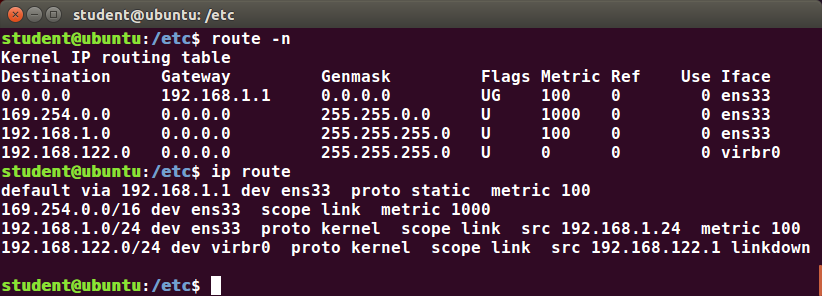 student@ubuntu: /etc
student@ubuntu:/etc$ route -n
Kernel IP routing table
Destination     Gateway         Genmask         Flags Metric Ref    Use Iface
0.0.0.0         192.168.1.1     0.0.0.0         UG    100    0        0 ens33
169.254.0.0     0.0.0.0         255.255.0.0     U     1000   0        0 ens33
192.168.1.0     0.0.0.0         255.255.255.0   U     100    0        0 ens33
192.168.122.0   0.0.0.0         255.255.255.0   U     0      0        0 virbr0
student@ubuntu:/etc$ ip route
default via 192.168.1.1 dev ens33  proto static  metric 100
169.254.0.0/16 dev ens33  scope link  metric 1000
192.168.1.0/24 dev ens33  proto kernel  scope link  src 192.168.1.24  metric 100
192.168.122.0/24 dev virbr0  proto kernel  scope link  src 192.168.122.1 linkdown
student@ubuntu:/etc$